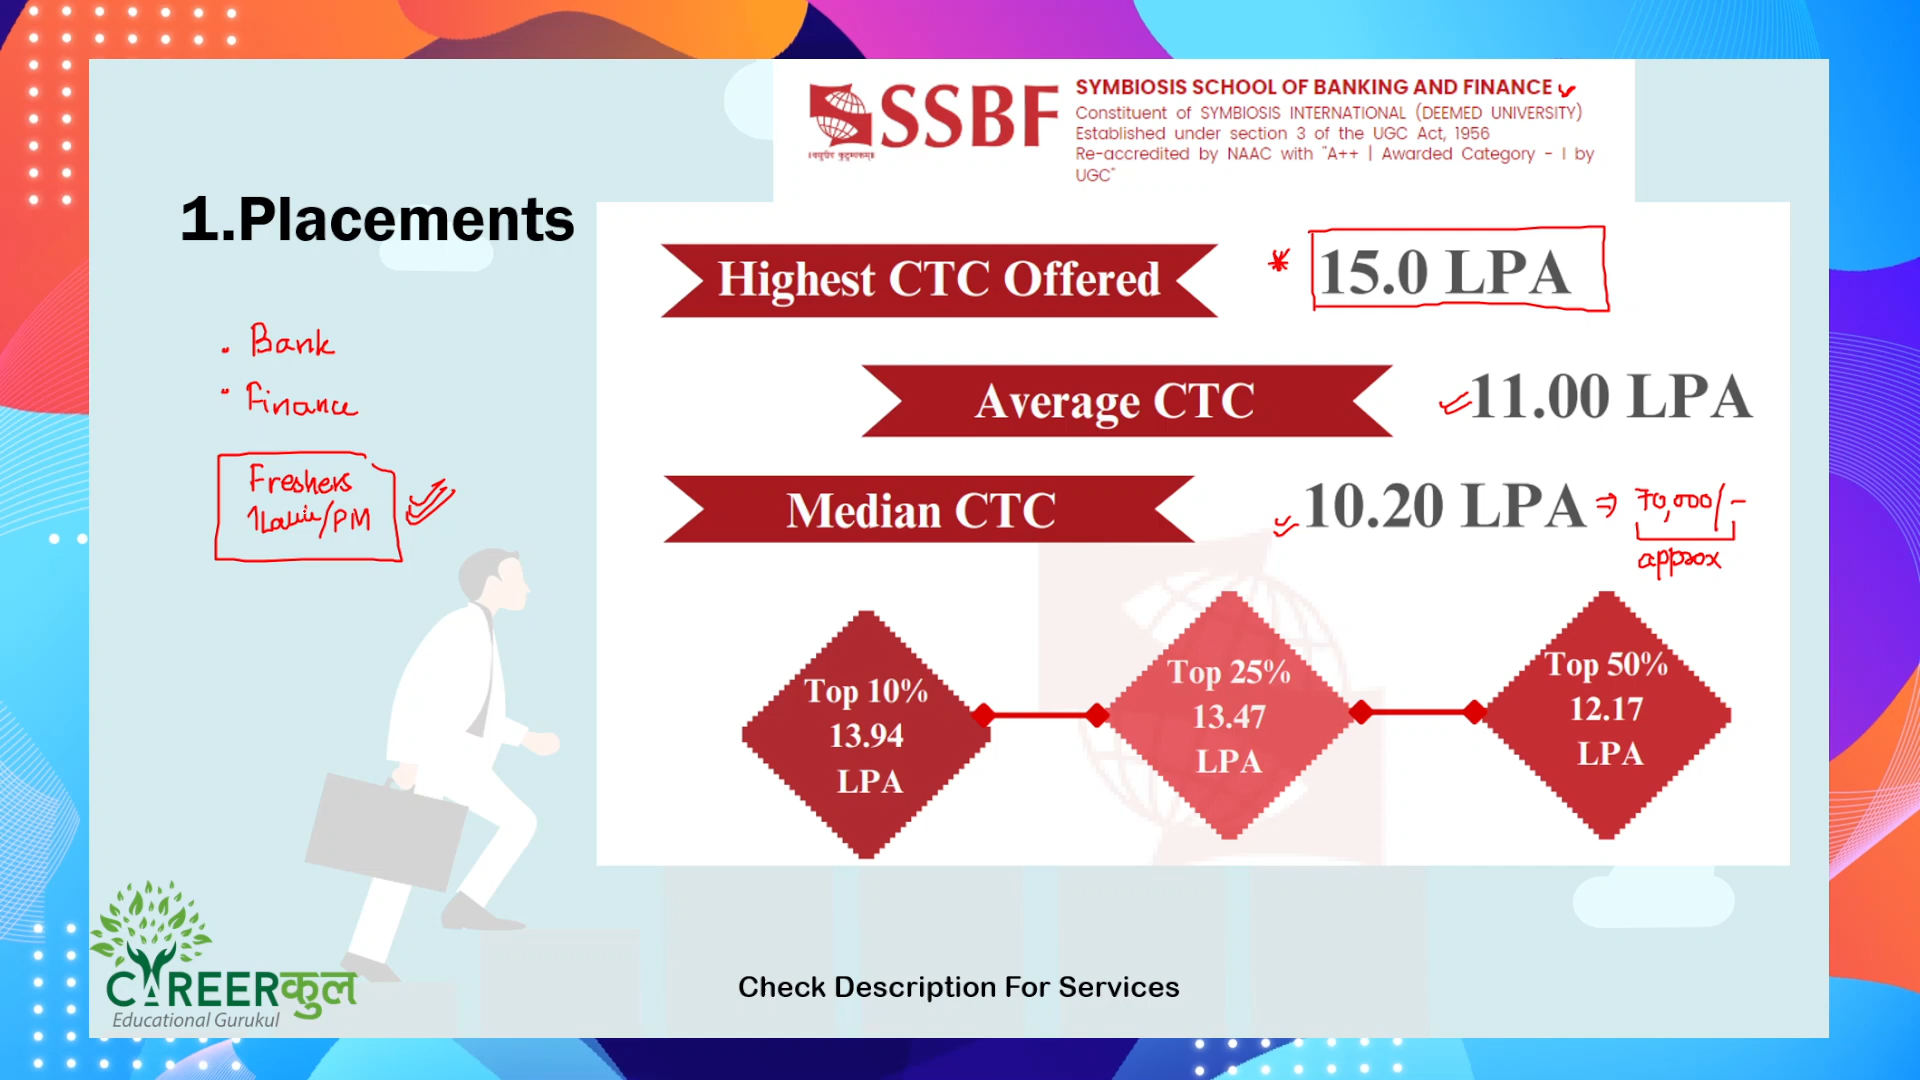 SSBF
।।वसुधैव कुटुम्बकम्।।
SYMBIOSIS SCHOOL OF BANKING AND FINANCE
Constituent of SYMBIOSIS INTERNATIONAL (DEEMED UNIVERSITY)
Established under section 3 of the UGC Act, 1956
Re-accredited by NAAC with "A++ | Awarded Category - I by
UGC"
1.Placements
Highest CTC Offered
* 15.0 LPA
Average CTC
11.00 LPA
Median CTC
10.20 LPA ⇒ 70,000/-
approx
• Bank
• Finance
Freshers
/PM
Top 10%
13.94
LPA
Top 25%
13.47
LPA
Top 50%
12.17
LPA
CAREERकुल
Educational Gurukul
Check Description For Services